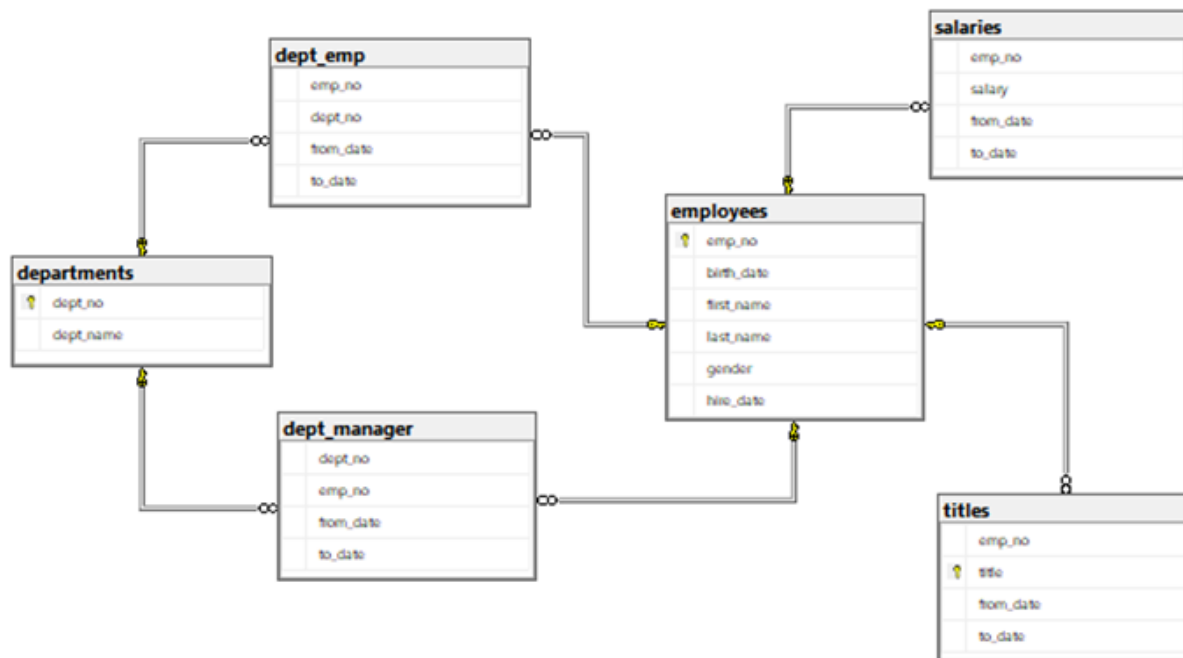 dept_emp
emp_no
dept_no
from_date
to_date
salaries
emp_no
salary
from_date
to_date
employees
emp_no
birth_date
first_name
last_name
gender
hire_date
departments
dept_no
dept_name
dept_manager
dept_no
emp_no
from_date
to_date
titles
emp_no
title
from_date
to_date